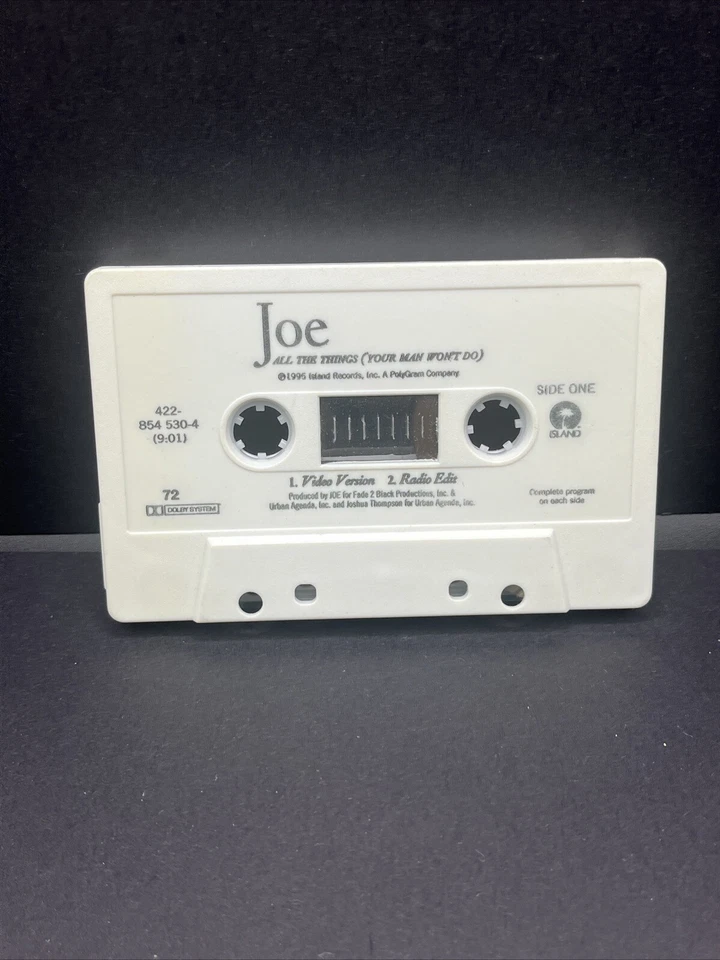 Joe
ALL THE THINGS (YOUR MAN WON'T DO)
℗1995 Island Records, Inc. A PolyGram Company
SIDE ONE
422-
854 530-4
(9:01)
ISLAND
1. Video Version 2. Radio Edit
72
Produced by JOE for Fade 2 Black Productions, Inc. &
Urban Agenda, Inc. and Joshua Thompson for Urban Agenda, Inc.
Complete program
on each side
DOLBY SYSTEM